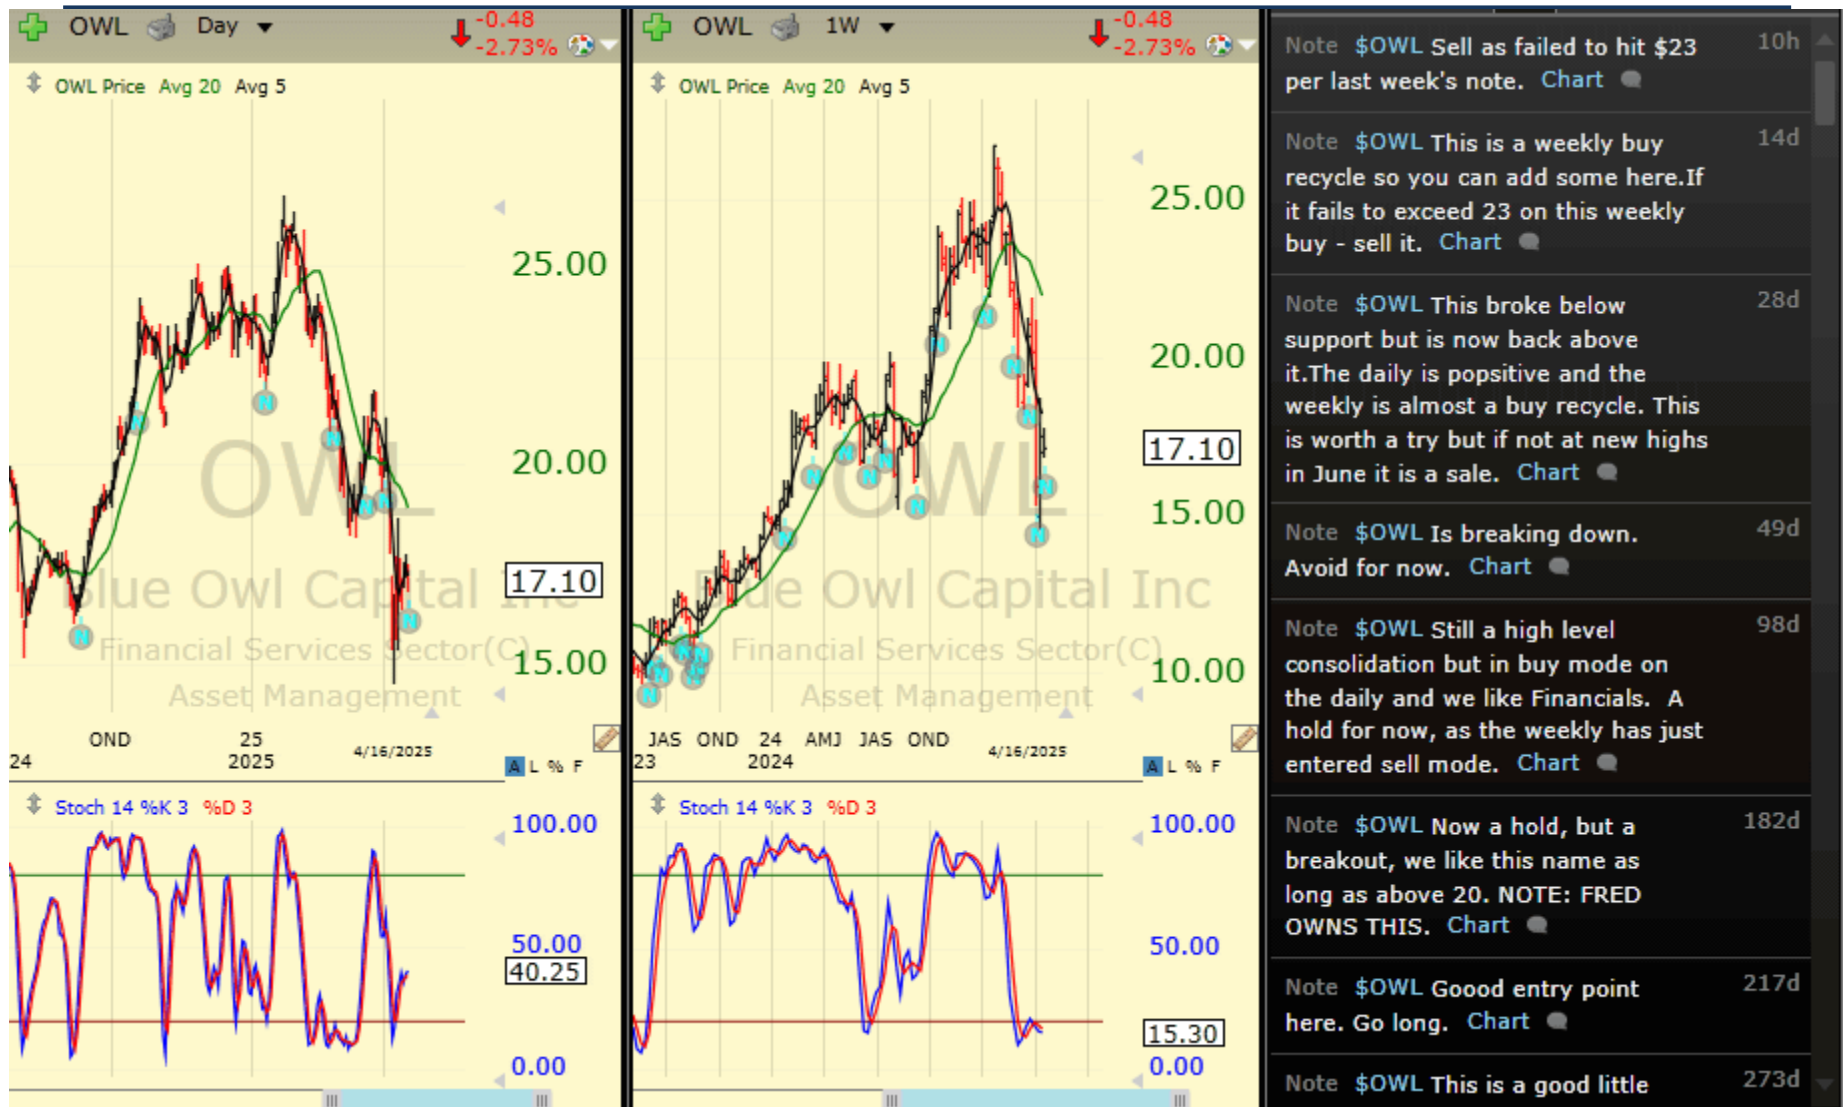 OWL Day -0.48
-2.73%
OWL Price Avg 20 Avg 5
25.00
20.00
17.10
15.00
OWL
Blue Owl Capital Inc
Financial Services Sector(C)
Asset Management
OND 25
24 2025 4/16/2025
A L % F
Stoch 14 %K 3 %D 3
100.00
50.00
40.25
0.00
OWL 1W -0.48
-2.73%
OWL Price Avg 20 Avg 5
25.00
20.00
17.10
15.00
10.00
OWL
Blue Owl Capital Inc
Financial Services Sector(C)
Asset Management
JAS OND 24 AMJ JAS OND
23 2024 4/16/2025
A L % F
Stoch 14 %K 3 %D 3
100.00
50.00
15.30
0.00
Note $OWL Sell as failed to hit $23 10h
per last week's note. Chart
Note $OWL This is a weekly buy 14d
recycle so you can add some here.If
it fails to exceed 23 on this weekly
buy - sell it. Chart
Note $OWL This broke below 28d
support but is now back above
it.The daily is popsitive and the
weekly is almost a buy recycle. This
is worth a try but if not at new highs
in June it is a sale. Chart
Note $OWL Is breaking down. 49d
Avoid for now. Chart
Note $OWL Still a high level 98d
consolidation but in buy mode on
the daily and we like Financials. A
hold for now, as the weekly has just
entered sell mode. Chart
Note $OWL Now a hold, but a 182d
breakout, we like this name as
long as above 20. NOTE: FRED
OWNS THIS. Chart
Note $OWL Goood entry point 217d
here. Go long. Chart
Note $OWL This is a good little 273d